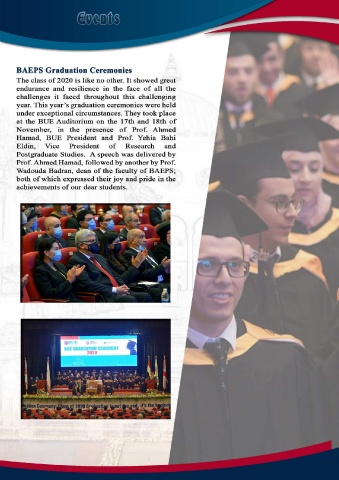 Events
BAEPS Graduation Ceremonies
The class of 2020 is like no other. It showed great
endurance and resilience in the face of all the
challenges it faced throughout this challenging
year. This year's graduation ceremonies were held
under exceptional circumstances. They took place
at the BUE Auditorium on the 17th and 18th of
November, in the presence of Prof. Ahmed
Hamad, BUE President and Prof. Yehia Bahi
Eldin, Vice President of Research and
Postgraduate Studies. A speech was delivered by
Prof. Ahmed Hamad, followed by another by Prof.
Wadouda Badran, dean of the faculty of BAEPS;
both of which expressed their joy and pride in the
achievements of our dear students.
BUE GRADUATION CEREMONY
2020